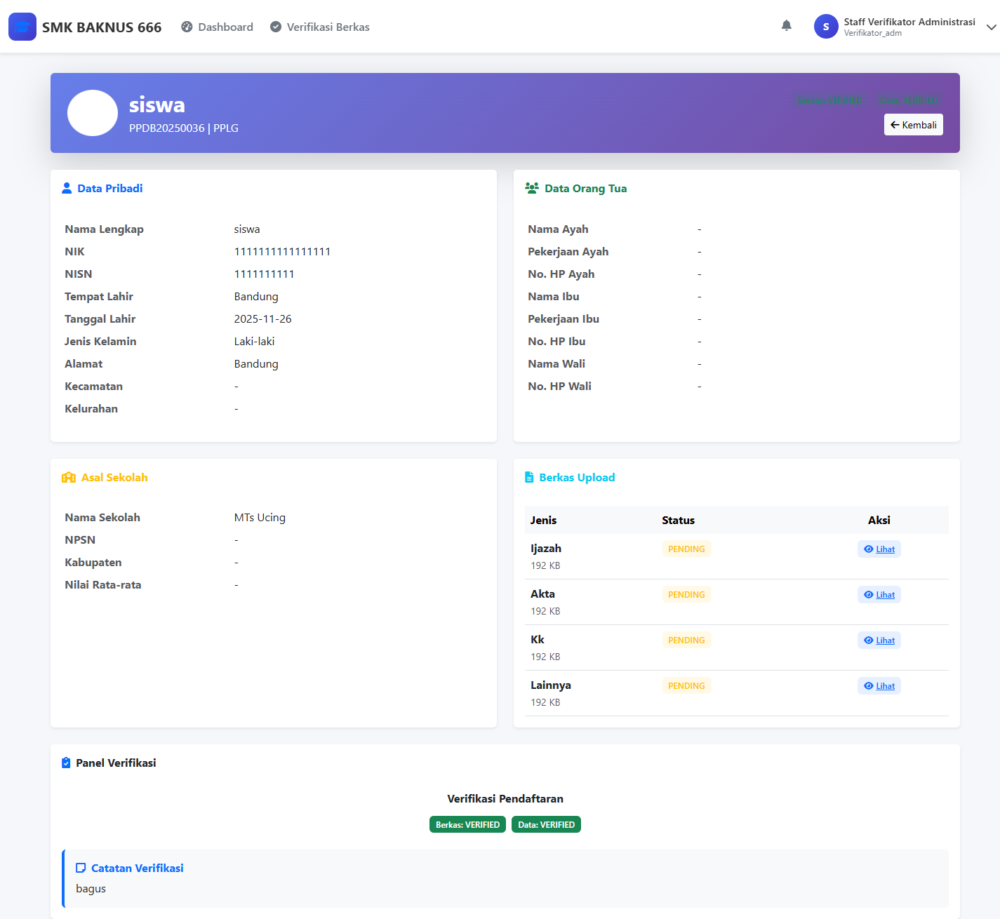 SMK BAKNUS 666
Dashboard
Verifikasi Berkas
Staff Verifikator Administrasi
Verifikator_adm
S
siswa
PPDB20250036 | PPLG
Berkas: VERIFIED
Data: VERIFIED
Kembali
Data Pribadi
Nama Lengkap siswa
NIK 1111111111111111
NISN 1111111111
Tempat Lahir Bandung
Tanggal Lahir 2025-11-26
Jenis Kelamin Laki-laki
Alamat Bandung
Kecamatan -
Kelurahan -
Data Orang Tua
Nama Ayah -
Pekerjaan Ayah -
No. HP Ayah -
Nama Ibu -
Pekerjaan Ibu -
No. HP Ibu -
Nama Wali -
No. HP Wali -
Asal Sekolah
Nama Sekolah MTs Ucing
NPSN -
Kabupaten -
Nilai Rata-rata -
Berkas Upload
Jenis Status Aksi
Ijazah PENDING Lihat
192 KB
Akta PENDING Lihat
192 KB
Kk PENDING Lihat
192 KB
Lainnya PENDING Lihat
192 KB
Panel Verifikasi
Verifikasi Pendaftaran
Berkas: VERIFIED Data: VERIFIED
Catatan Verifikasi
bagus